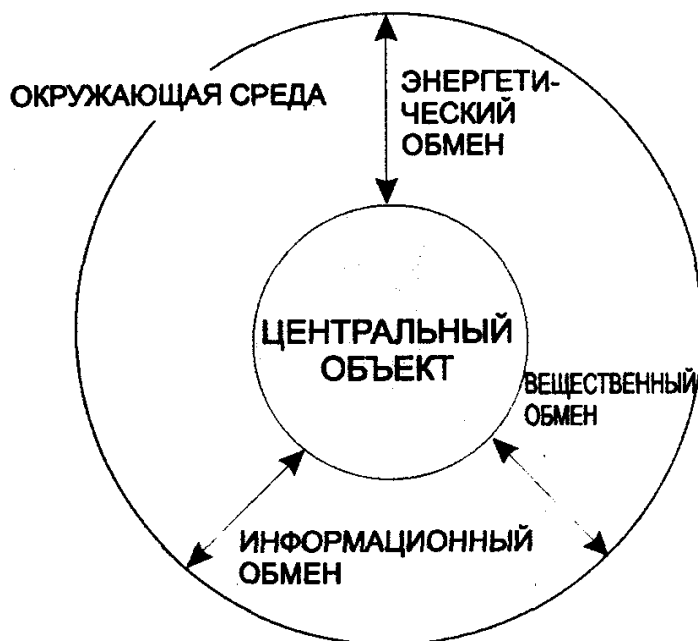 ОКРУЖАЮЩАЯ СРЕДА
ЭНЕРГЕТИ-
ЧЕСКИЙ
ОБМЕН
ЦЕНТРАЛЬНЫЙ
ОБЪЕКТ
ВЕЩЕСТВЕННЫЙ
ОБМЕН
ИНФОРМАЦИОННЫЙ
ОБМЕН